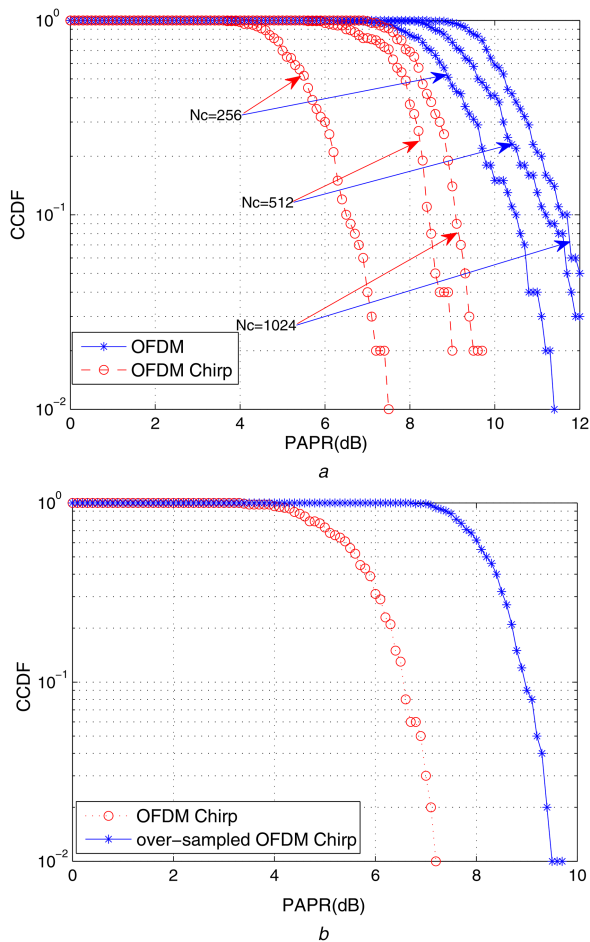 10^0
10^-1
10^-2
CCDF
Nc=256
Nc=512
Nc=1024
OFDM
OFDM Chirp
0 2 4 6 8 10 12
PAPR(dB)
a
10^0
10^-1
10^-2
CCDF
OFDM Chirp
over-sampled OFDM Chirp
0 2 4 6 8 10
PAPR(dB)
b